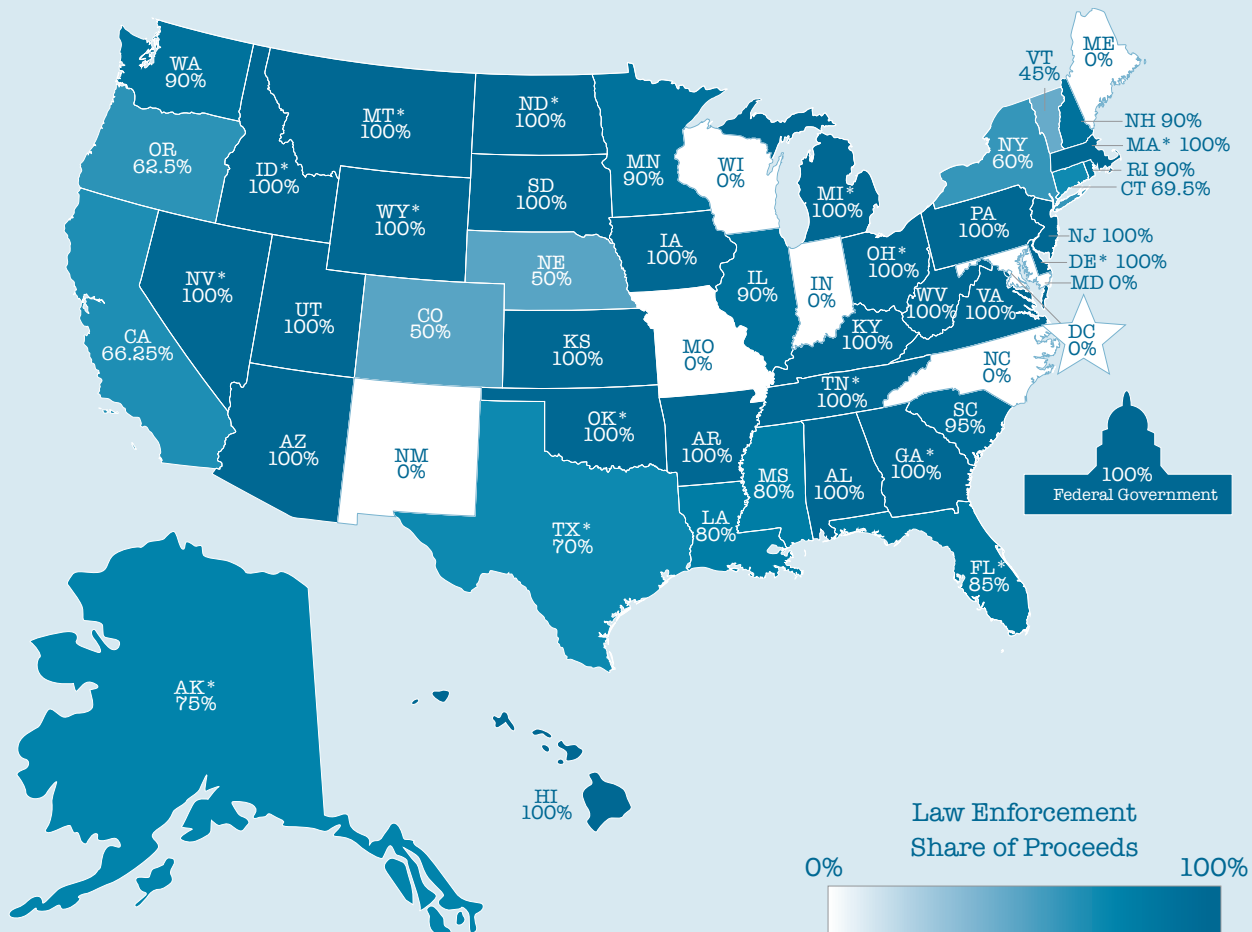 WA
90%
OR
62.5%
CA
66.25%
MT*
100%
ID*
100%
WY*
100%
NV*
100%
UT
100%
CO
50%
AZ
100%
NM
0%
ND*
100%
SD
100%
NE
50%
KS
100%
OK*
100%
TX*
70%
MN
90%
IA
100%
MO
0%
AR
100%
LA
80%
WI
0%
IL
90%
MI*
100%
IN
0%
OH*
100%
KY
100%
TN*
100%
MS
80%
AL
100%
GA*
100%
FL*
85%
SC
95%
NC
0%
WV
100%
VA
100%
PA
100%
NY
60%
VT
45%
ME
0%
NH 90%
MA* 100%
RI 90%
CT 69.5%
NJ 100%
DE* 100%
MD 0%
DC
0%
100%
Federal Government
AK*
75%
HI
100%
Law Enforcement
Share of Proceeds
0%
100%